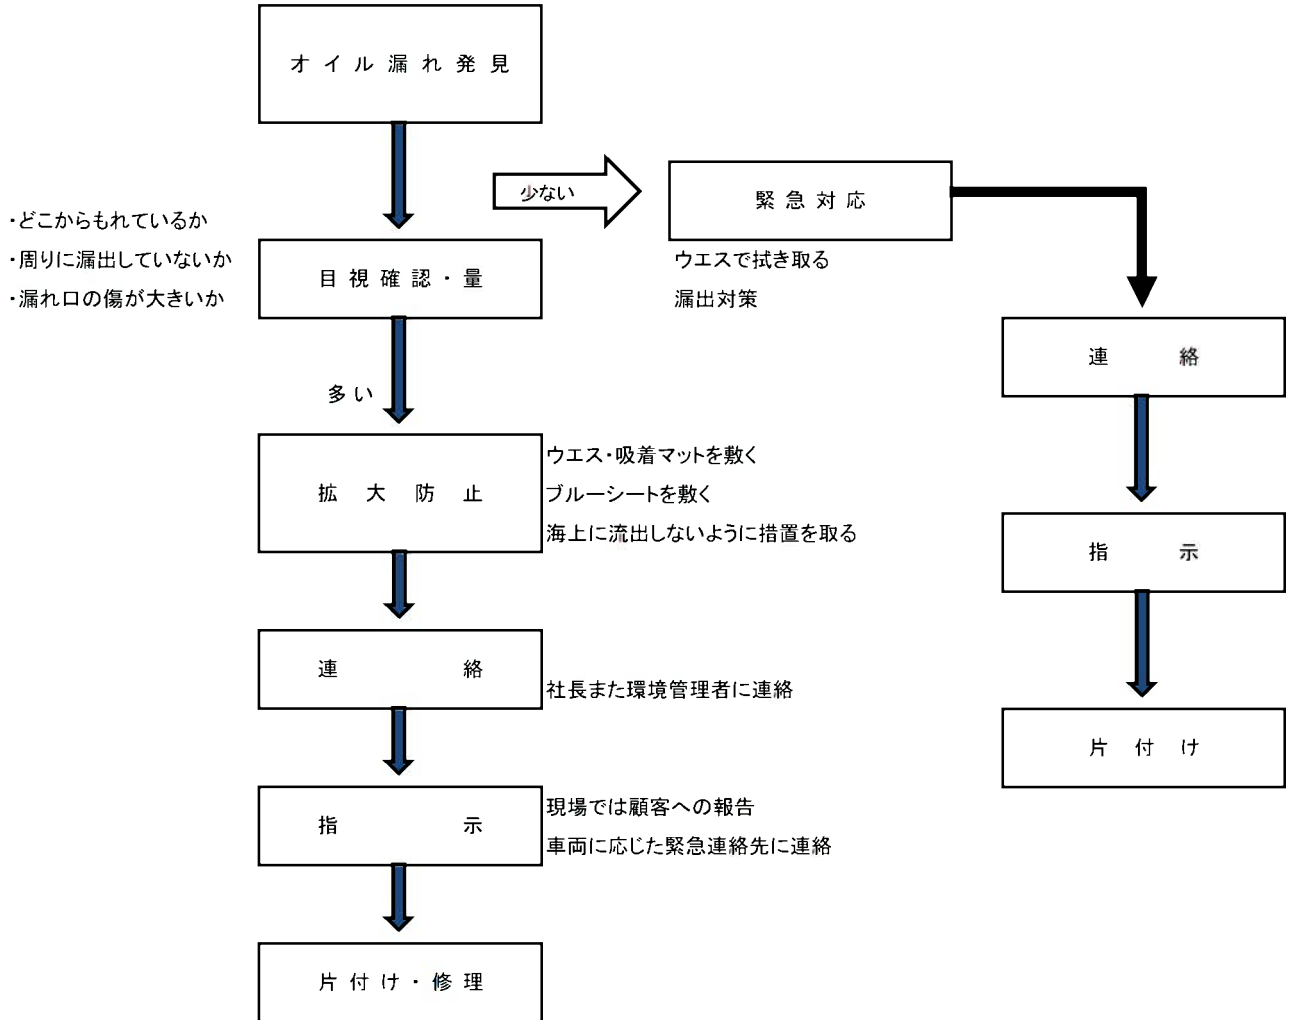 オイル漏れ発見
少ない
緊急対応
・どこからもれているか
・周りに漏出していないか
・漏れ口の傷が大きいか
目視確認・量
ウエスで拭き取る
漏出対策
多い
拡大防止
ウエス・吸着マットを敷く
ブルーシートを敷く
海上に流出しないように措置を取る
連絡
社長また環境管理者に連絡
指示
現場では顧客への報告
車両に応じた緊急連絡先に連絡
片付け・修理
連絡
指示
片付け